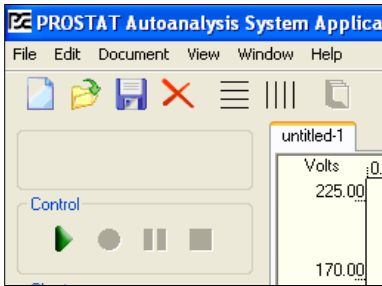 PROSTAT Autoanalysis System Applica
File Edit Document View Window Help
untitled-1
Volts
225.00
Control
170.00